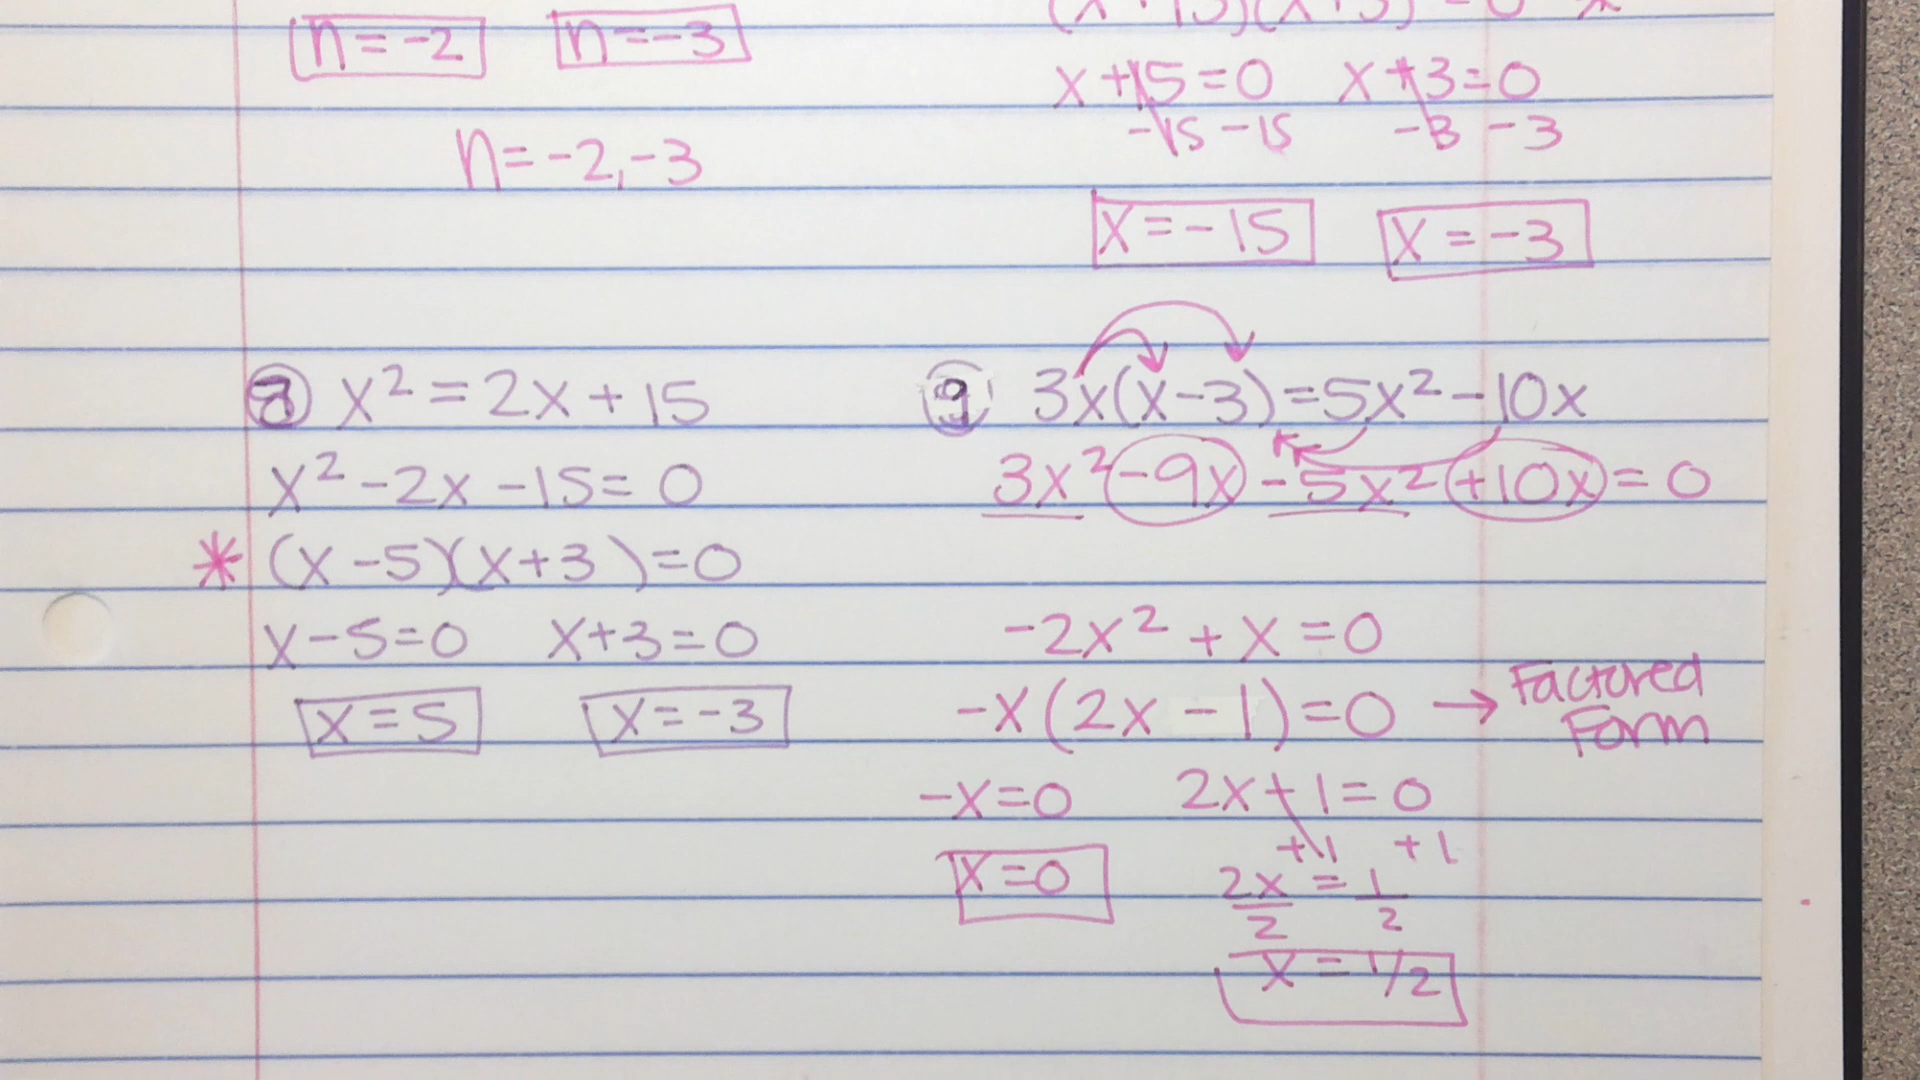 n = -2 n = -3
n = -2, -3
x + 15 = 0 x + 3 = 0
-15 -15 -3 -3
x = -15 x = -3
8 x² = 2x + 15
x² - 2x - 15 = 0
* (x - 5)(x + 3) = 0
x - 5 = 0 x + 3 = 0
x = 5 x = -3
9 3x(x - 3) = 5x² - 10x
3x² - 9x - 5x² + 10x = 0
-2x² + x = 0
-x(2x - 1) = 0 → Factored
Form
-x = 0 2x + 1 = 0
+1 +1
x = 0
2x = 1
2 2
x = 1/2